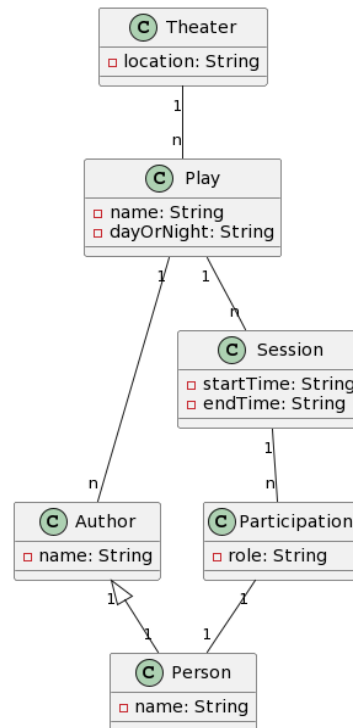 C Theater
location: String
1
n
C Play
name: String
dayOrNight: String
1
1
n
C Session
startTime: String
endTime: String
1
n
n
C Author
name: String
C Participation
role: String
1
1
1
1
C Person
name: String